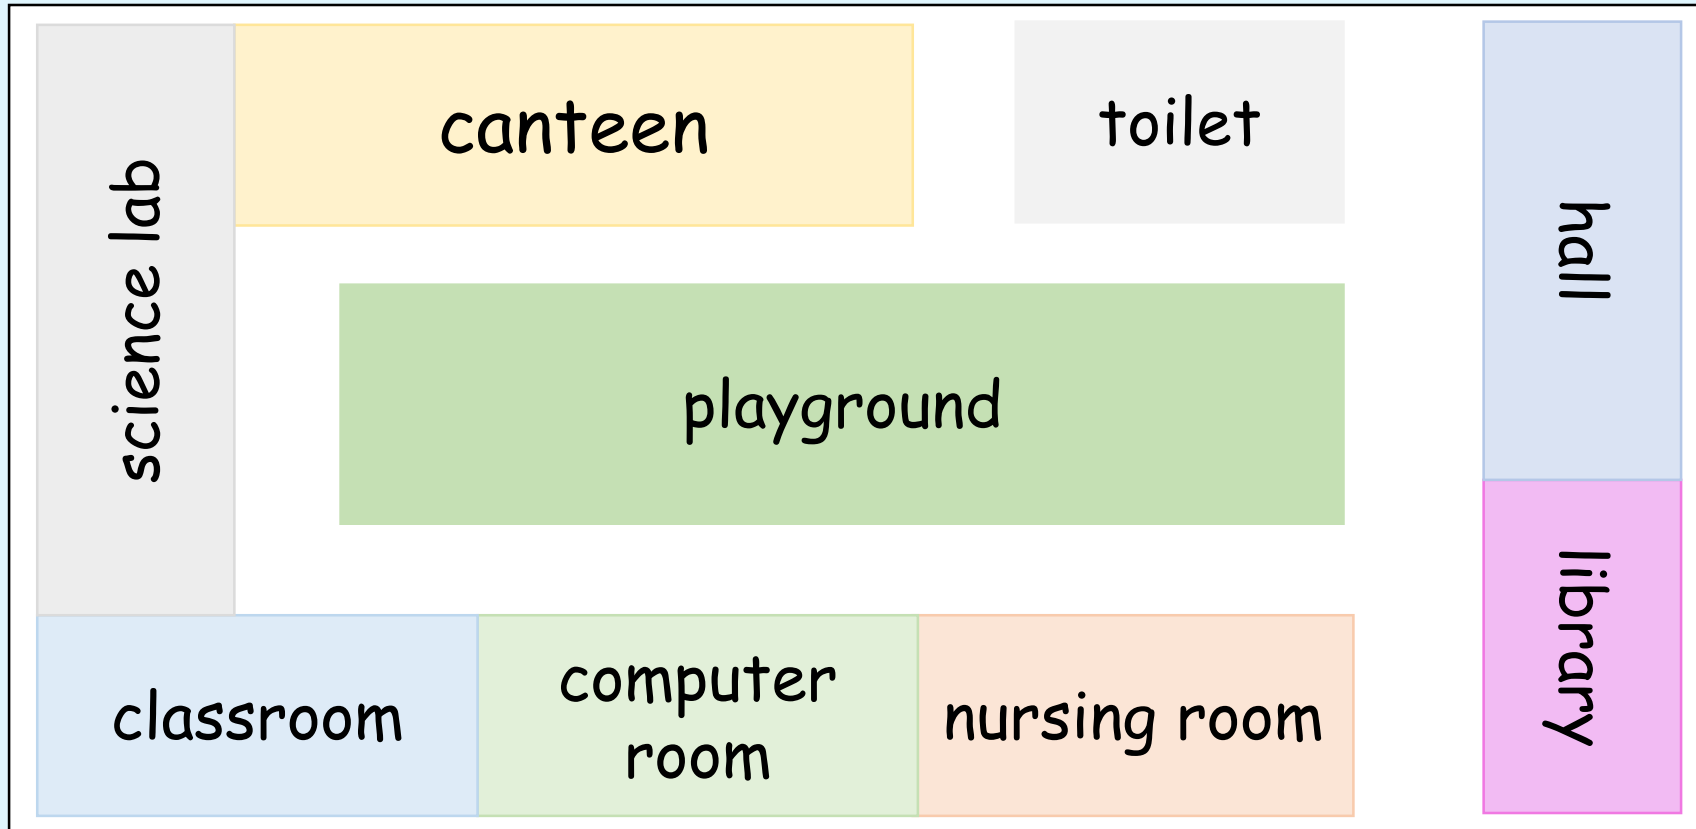 science lab
canteen
toilet
hall
playground
library
classroom
computer
room
nursing room